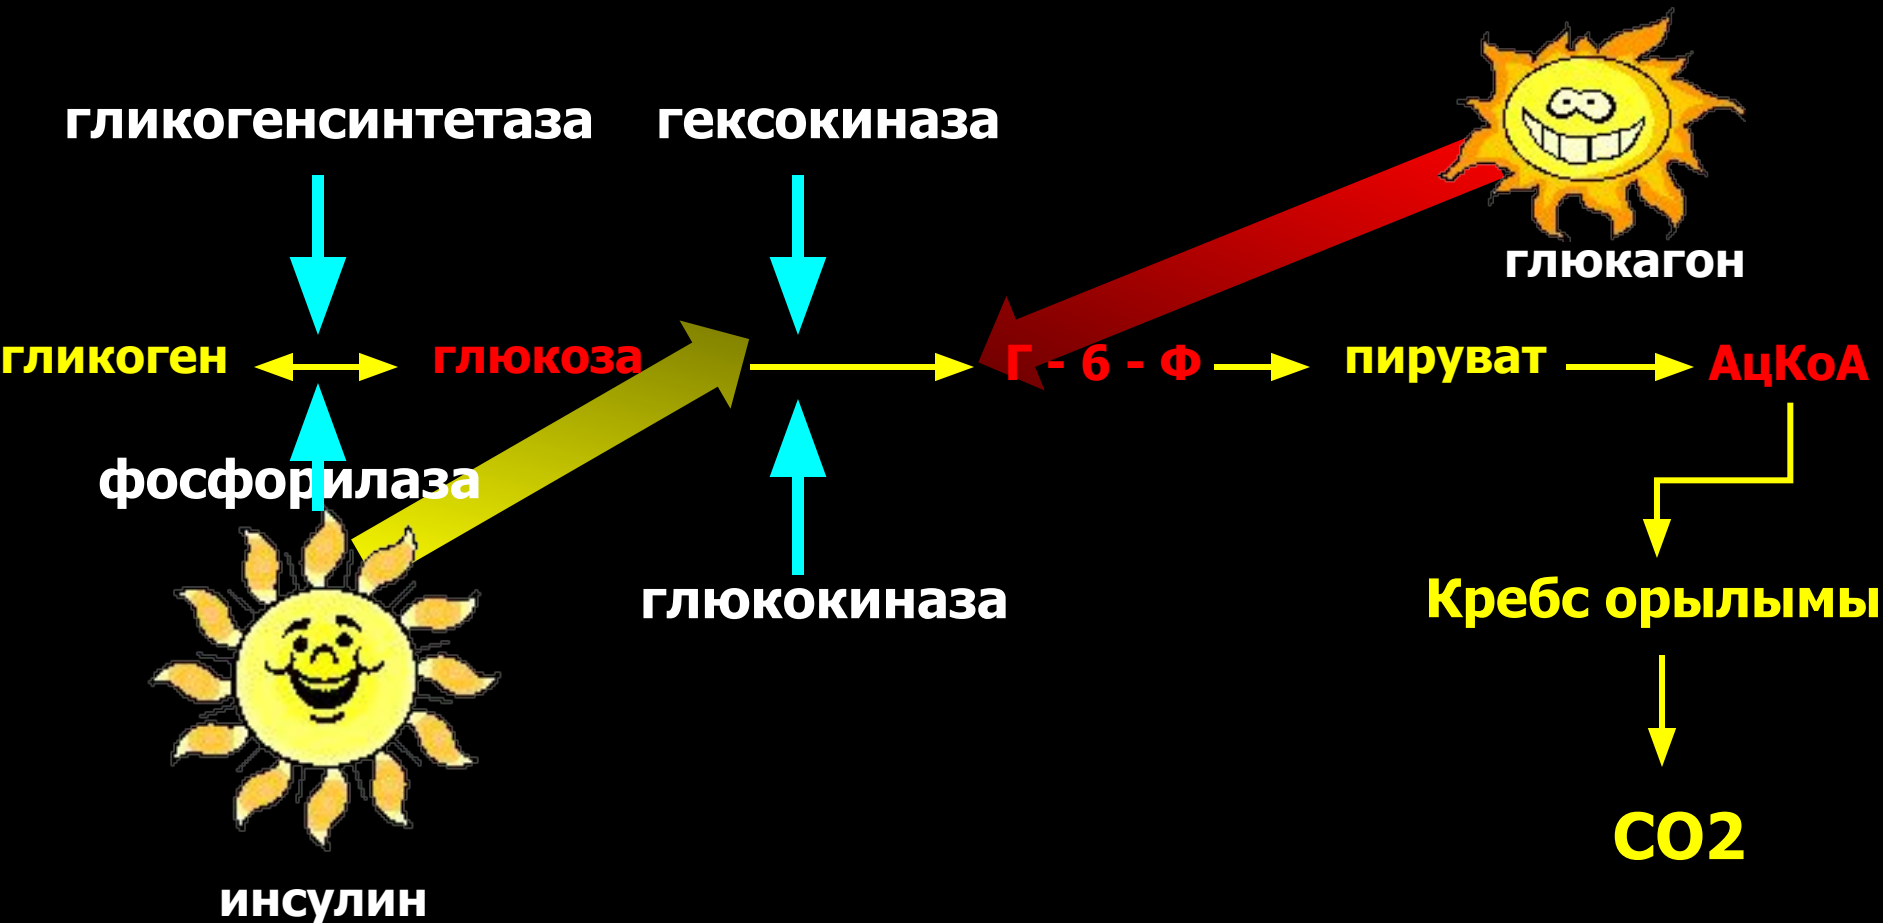 гликогенсинтетаза гексокиназа
глюкагон
гликоген глюкоза Г - 6 - Ф пируват АцКоА
фосфорилаза
глюкокиназа Кребс орылымы
СО2
инсулин